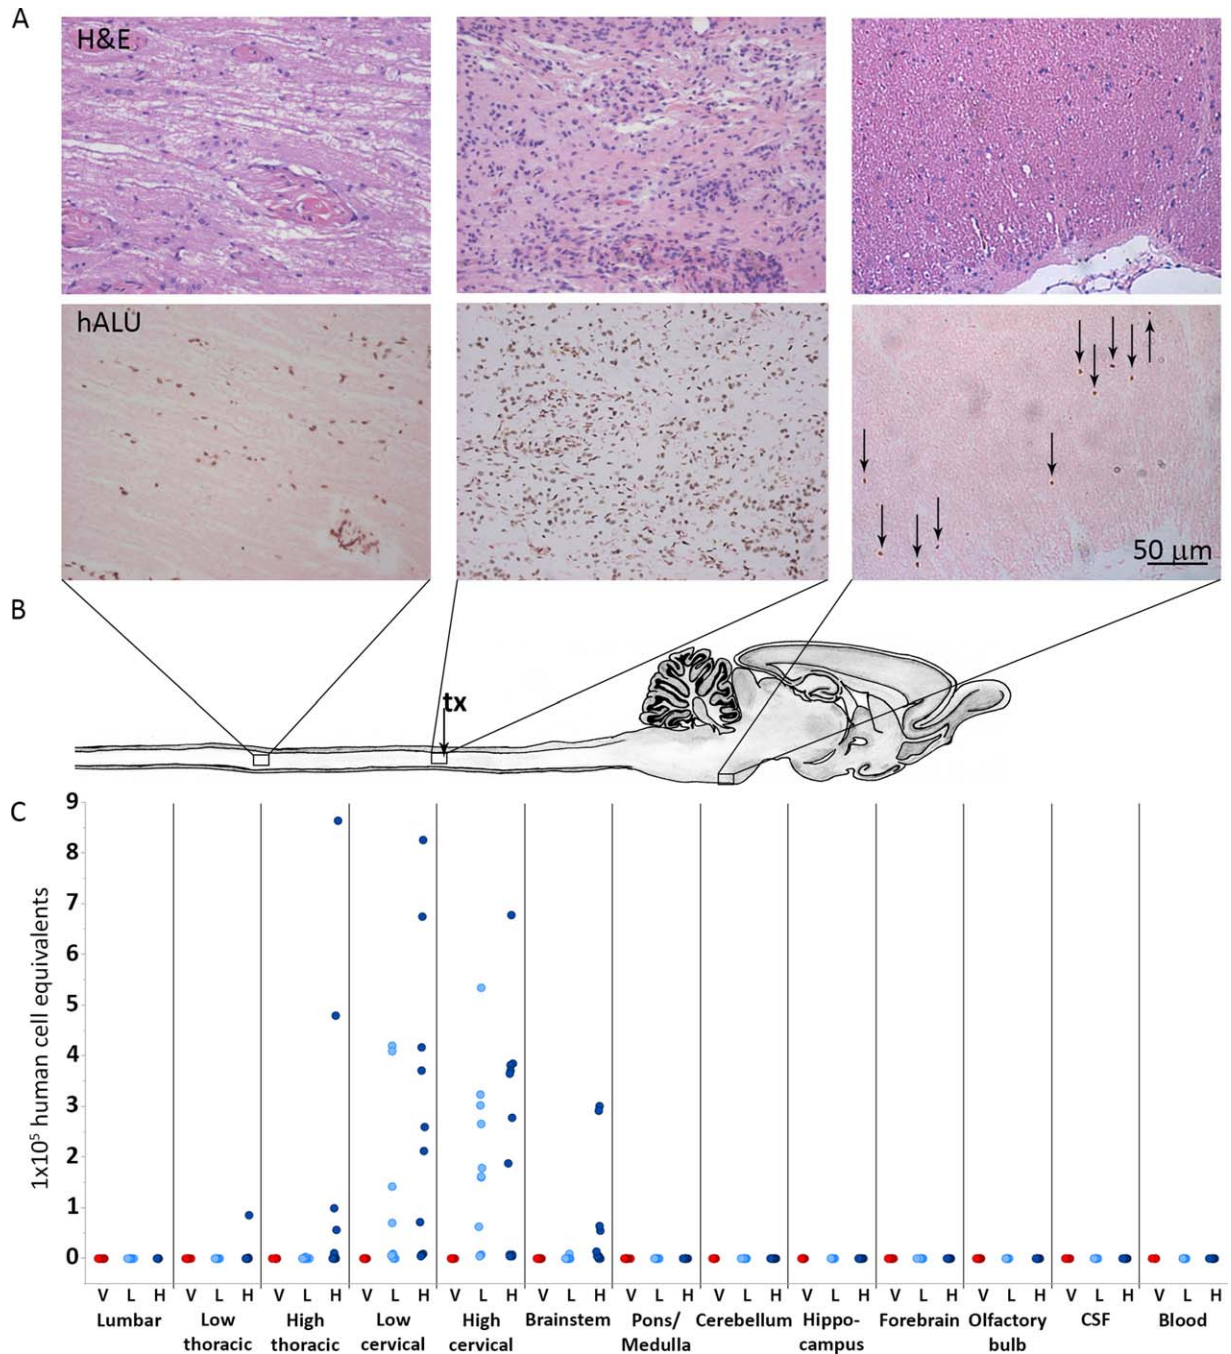 A
H&E
hALU
50 µm
B
tx
C
1x10⁵ human cell equivalents
9
8
7
6
5
4
3
2
1
0
V L H V L H V L H V L H V L H V L H V L H V L H V L H V L H V L H V L H V L H
Lumbar Low High Low High Brainstem Pons/ Cerebellum Hippo- Forebrain Olfactory CSF Blood
thoracic thoracic cervical cervical Medulla campus bulb